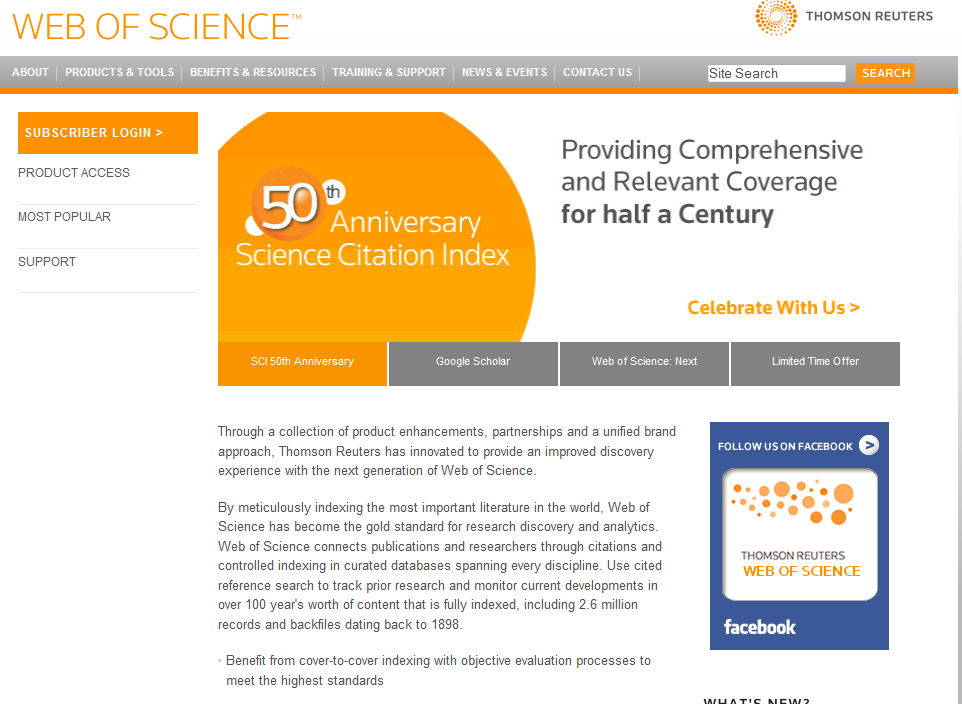 WEB OF SCIENCE™
THOMSON REUTERS
ABOUT PRODUCTS & TOOLS BENEFITS & RESOURCES TRAINING & SUPPORT NEWS & EVENTS CONTACT US Site Search SEARCH
SUBSCRIBER LOGIN >
PRODUCT ACCESS
MOST POPULAR
SUPPORT
50th
Anniversary
Science Citation Index
Providing Comprehensive
and Relevant Coverage
for half a Century
Celebrate With Us >
SCI 50th Anniversary Google Scholar Web of Science: Next Limited Time Offer
Through a collection of product enhancements, partnerships and a unified brand
approach, Thomson Reuters has innovated to provide an improved discovery
experience with the next generation of Web of Science.
By meticulously indexing the most important literature in the world, Web of
Science has become the gold standard for research discovery and analytics.
Web of Science connects publications and researchers through citations and
controlled indexing in curated databases spanning every discipline. Use cited
reference search to track prior research and monitor current developments in
over 100 year's worth of content that is fully indexed, including 2.6 million
records and backfiles dating back to 1898.
Benefit from cover-to-cover indexing with objective evaluation processes to
meet the highest standards
FOLLOW US ON FACEBOOK >
THOMSON REUTERS
WEB OF SCIENCE
facebook
WHAT'S NEW?